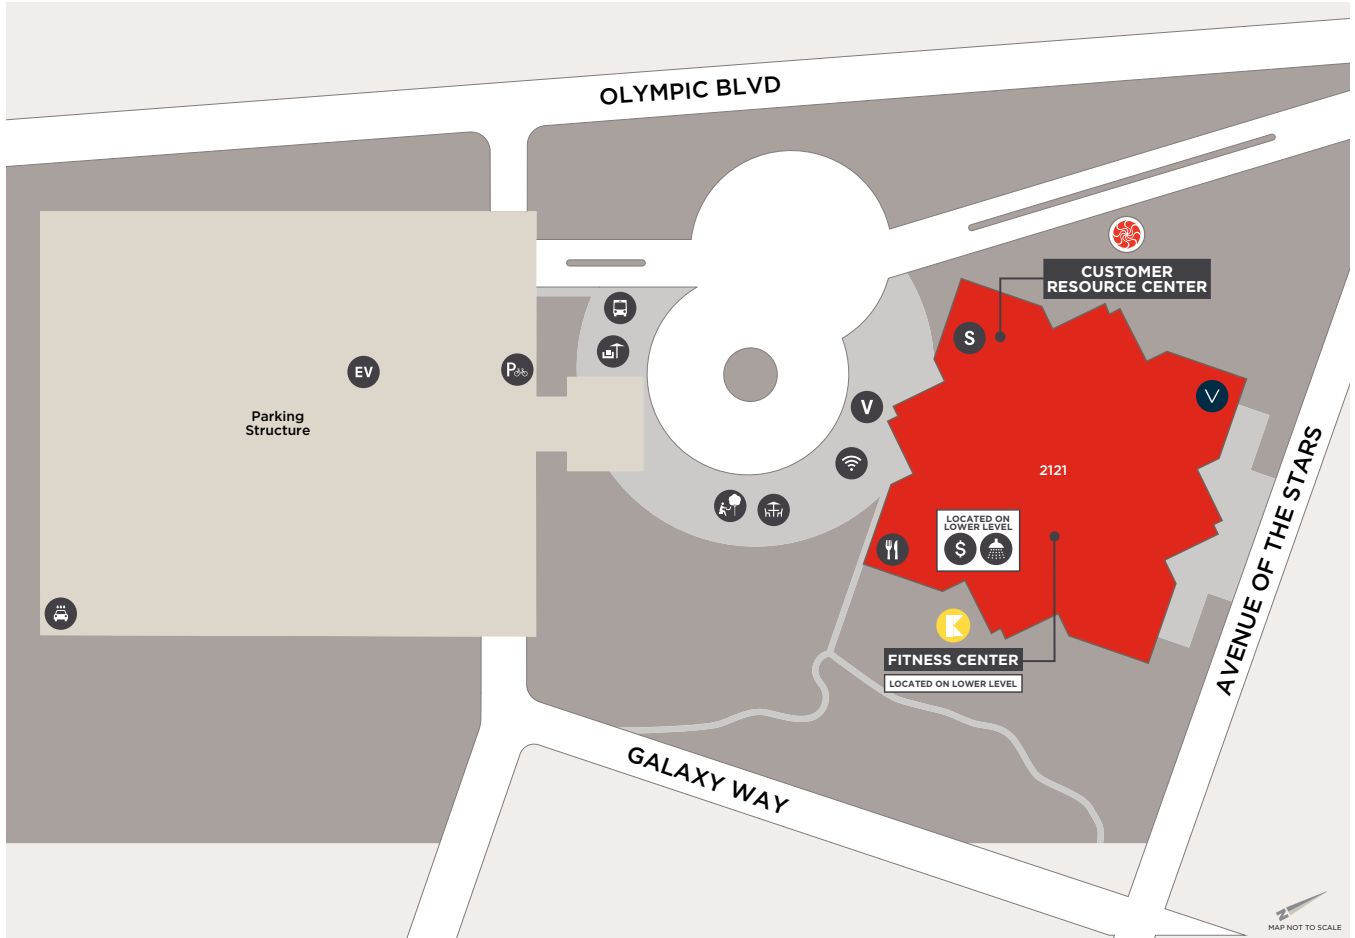 OLYMPIC BLVD
CUSTOMER
RESOURCE CENTER
S
EV
P
Parking
Structure
V
V
2121
LOCATED ON
LOWER LEVEL
$
K
FITNESS CENTER
LOCATED ON LOWER LEVEL
AVENUE OF THE STARS
GALAXY WAY
N
MAP NOT TO SCALE